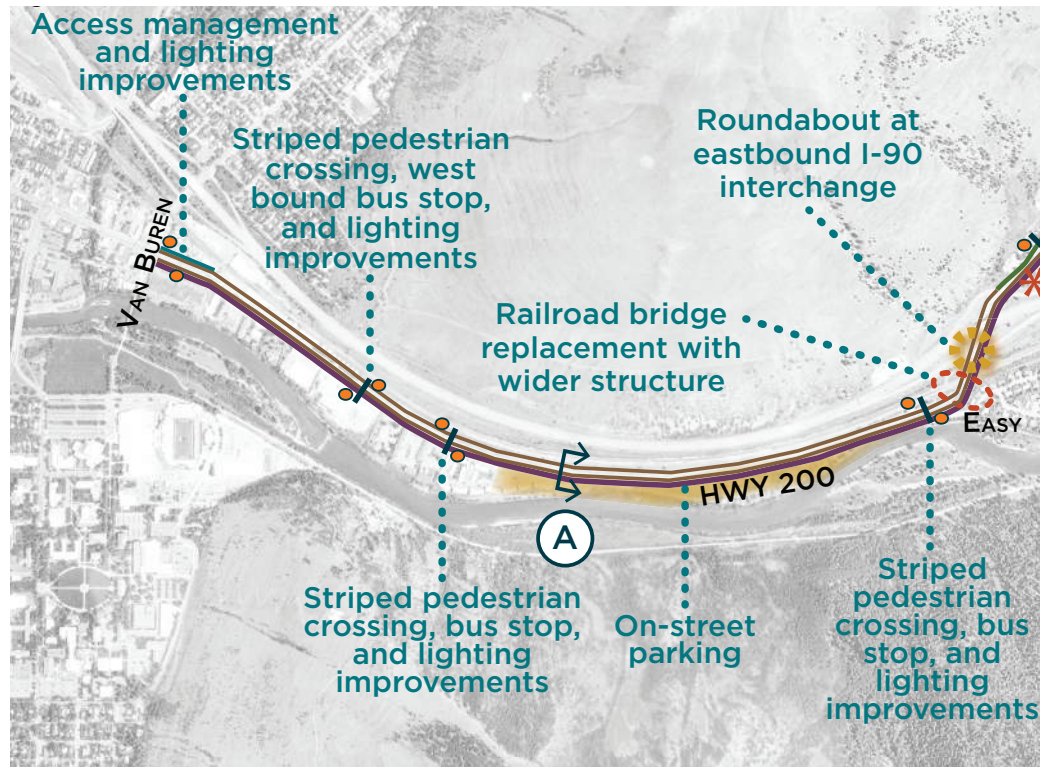 Access management
and lighting
improvements
Striped pedestrian
crossing, west
bound bus stop,
and lighting
improvements
Roundabout at
eastbound I-90
interchange
VAN BUREN
Railroad bridge
replacement with
wider structure
EASY
HWY 200
A
Striped pedestrian
crossing, bus stop,
and lighting
improvements
On-street
parking
Striped
pedestrian
crossing, bus
stop, and
lighting
improvements